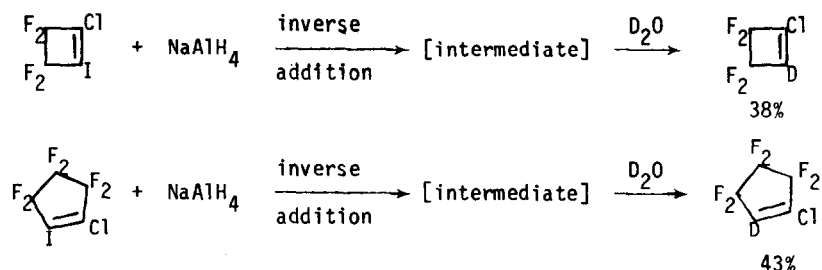 F2 Cl
F2 I
+ NaAlH4
inverse
addition
[intermediate]
D2O
F2 Cl
F2 D
38%
F2
F2 F2
I Cl
+ NaAlH4
inverse
addition
[intermediate]
D2O
F2
F2 F2
D Cl
43%